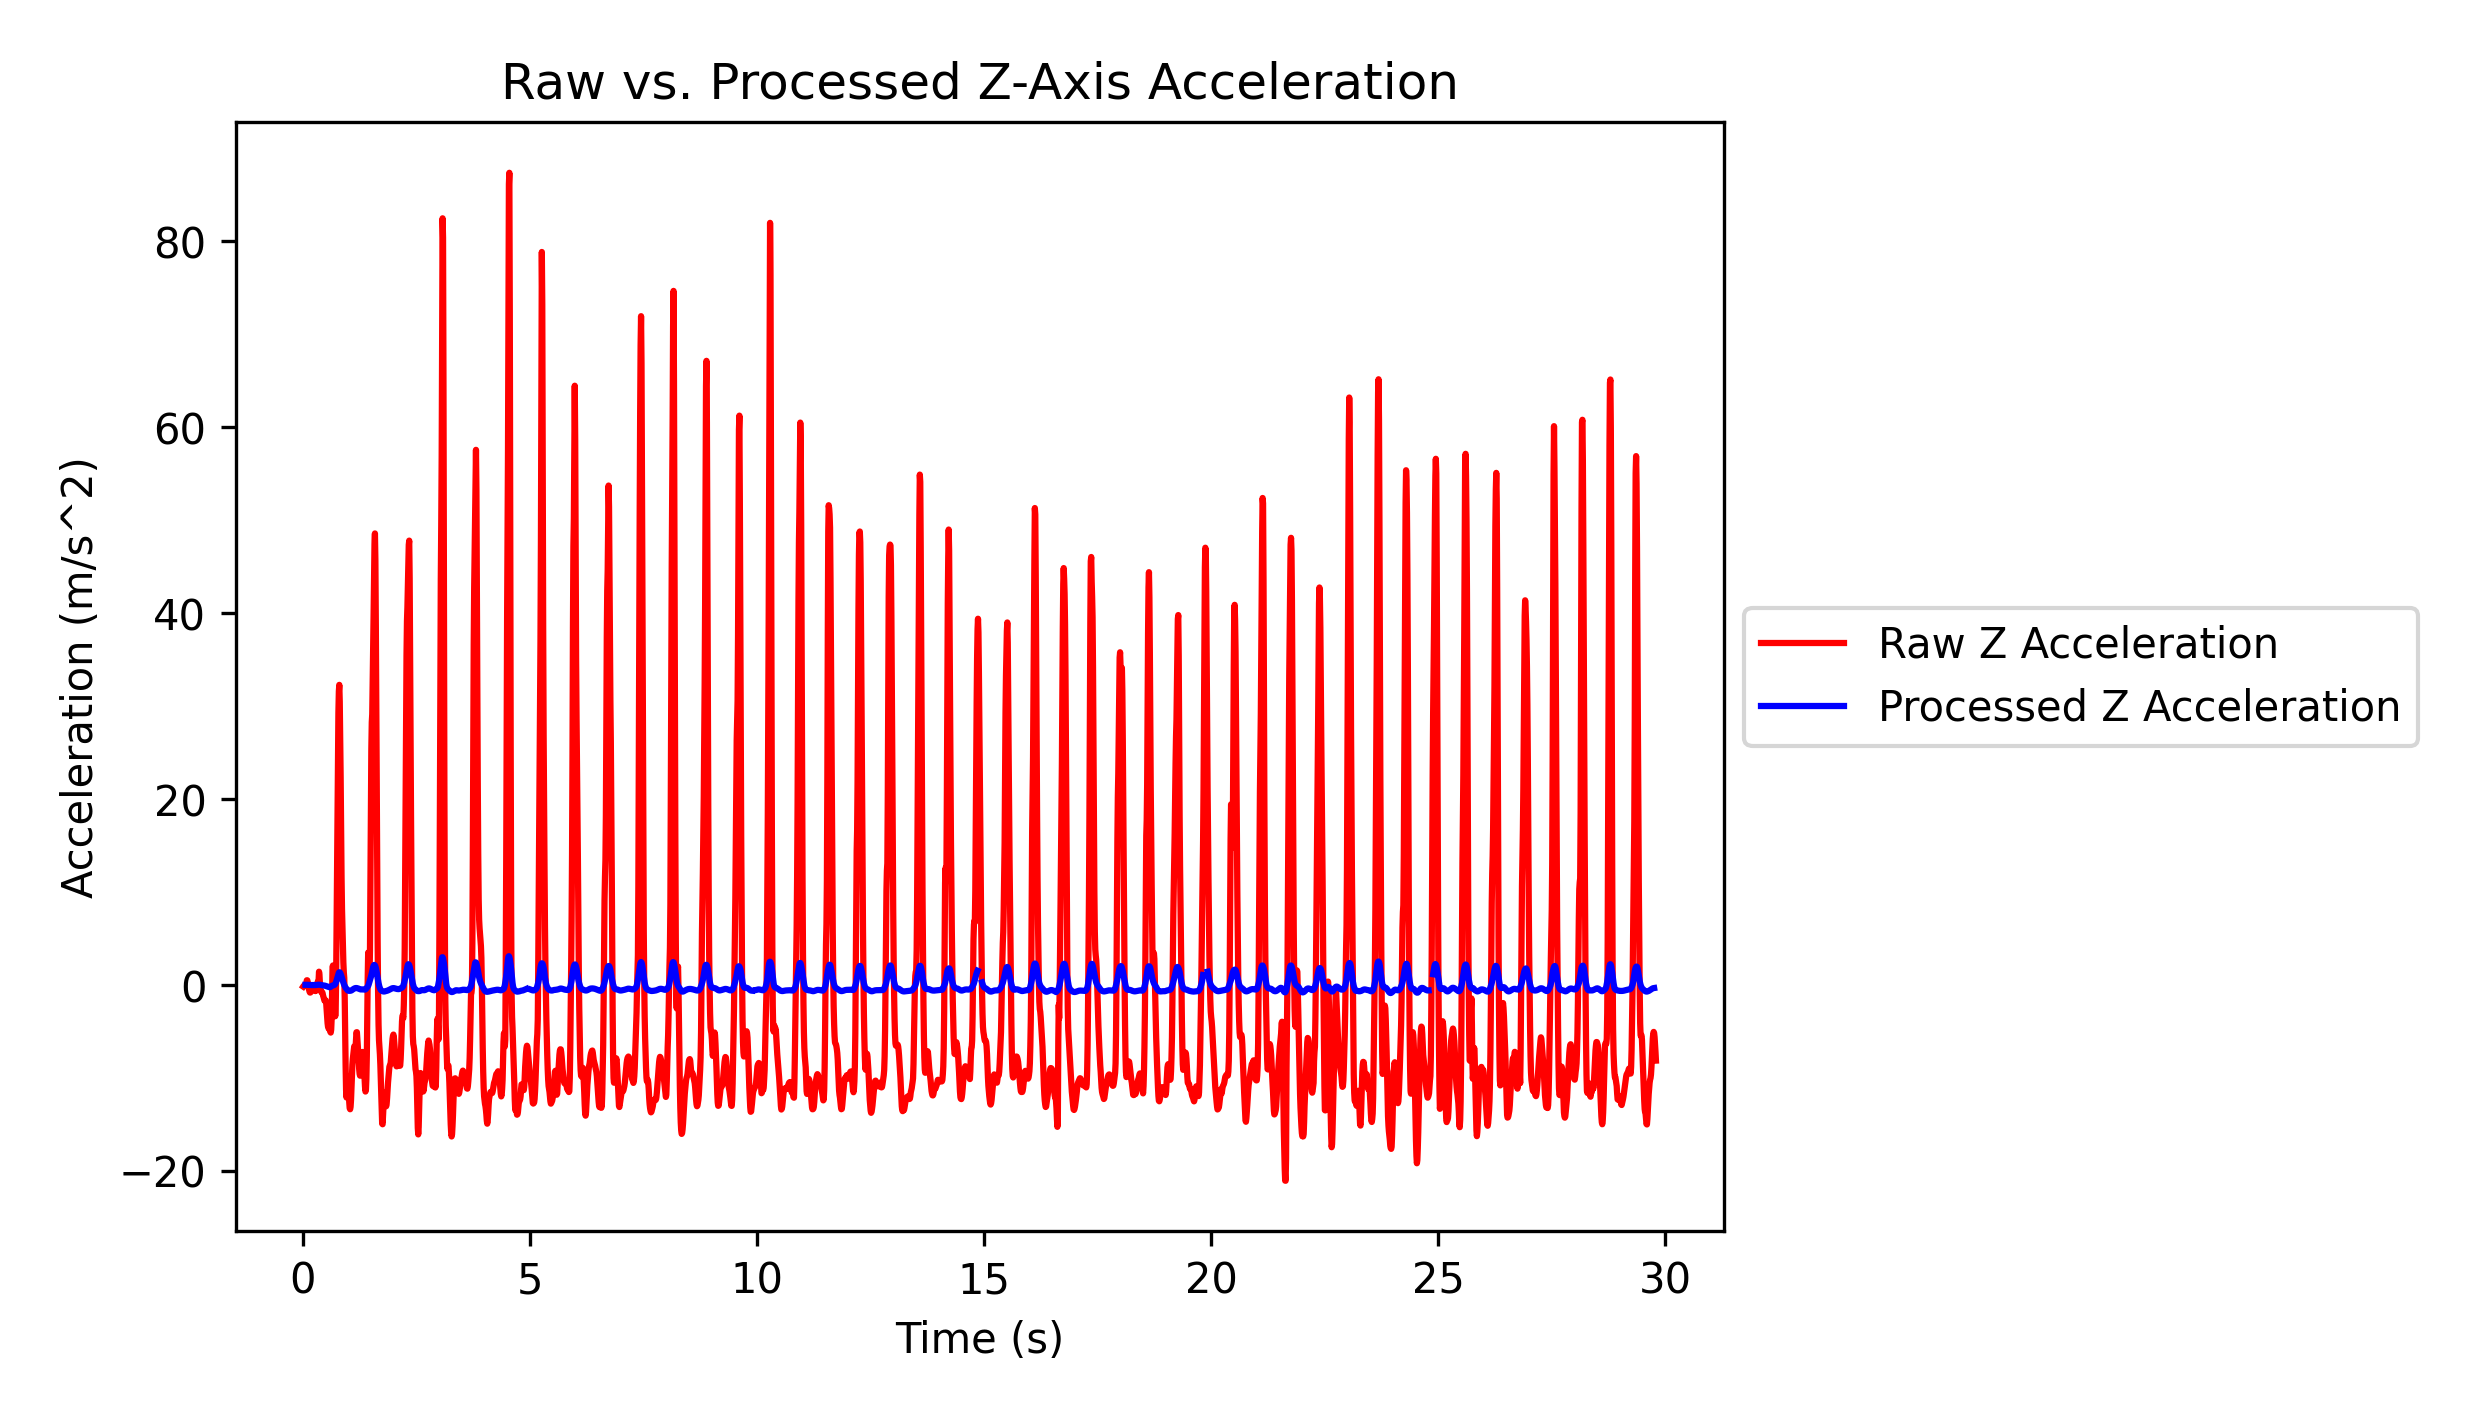 Raw vs. Processed Z-Axis Acceleration
Acceleration (m/s^2)
80
60
40
20
0
−20
0 5 10 15 20 25 30
Time (s)
Raw Z Acceleration
Processed Z Acceleration